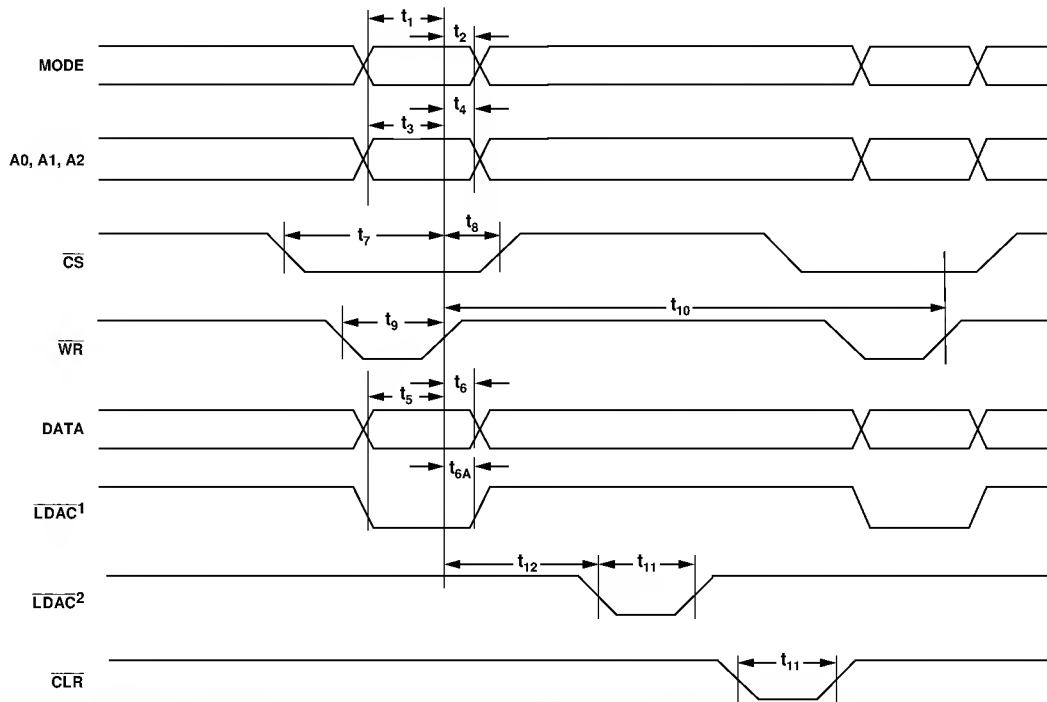 t1
t2
MODE
t4
t3
A0, A1, A2
t7
t8
CS
t10
t9
WR
t6
t5
DATA
t6A
LDAC1
t12
t11
LDAC2
t11
CLR